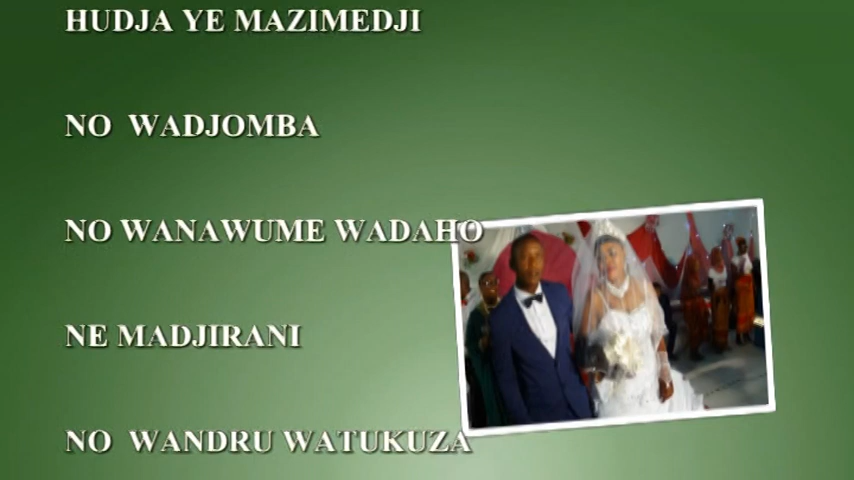 HUDJA YE MAZIMEDJI
NO WADJOMBA
NO WANAWUME WADAHO
NE MADJIRANI
NO WANDRU WATUKUZA